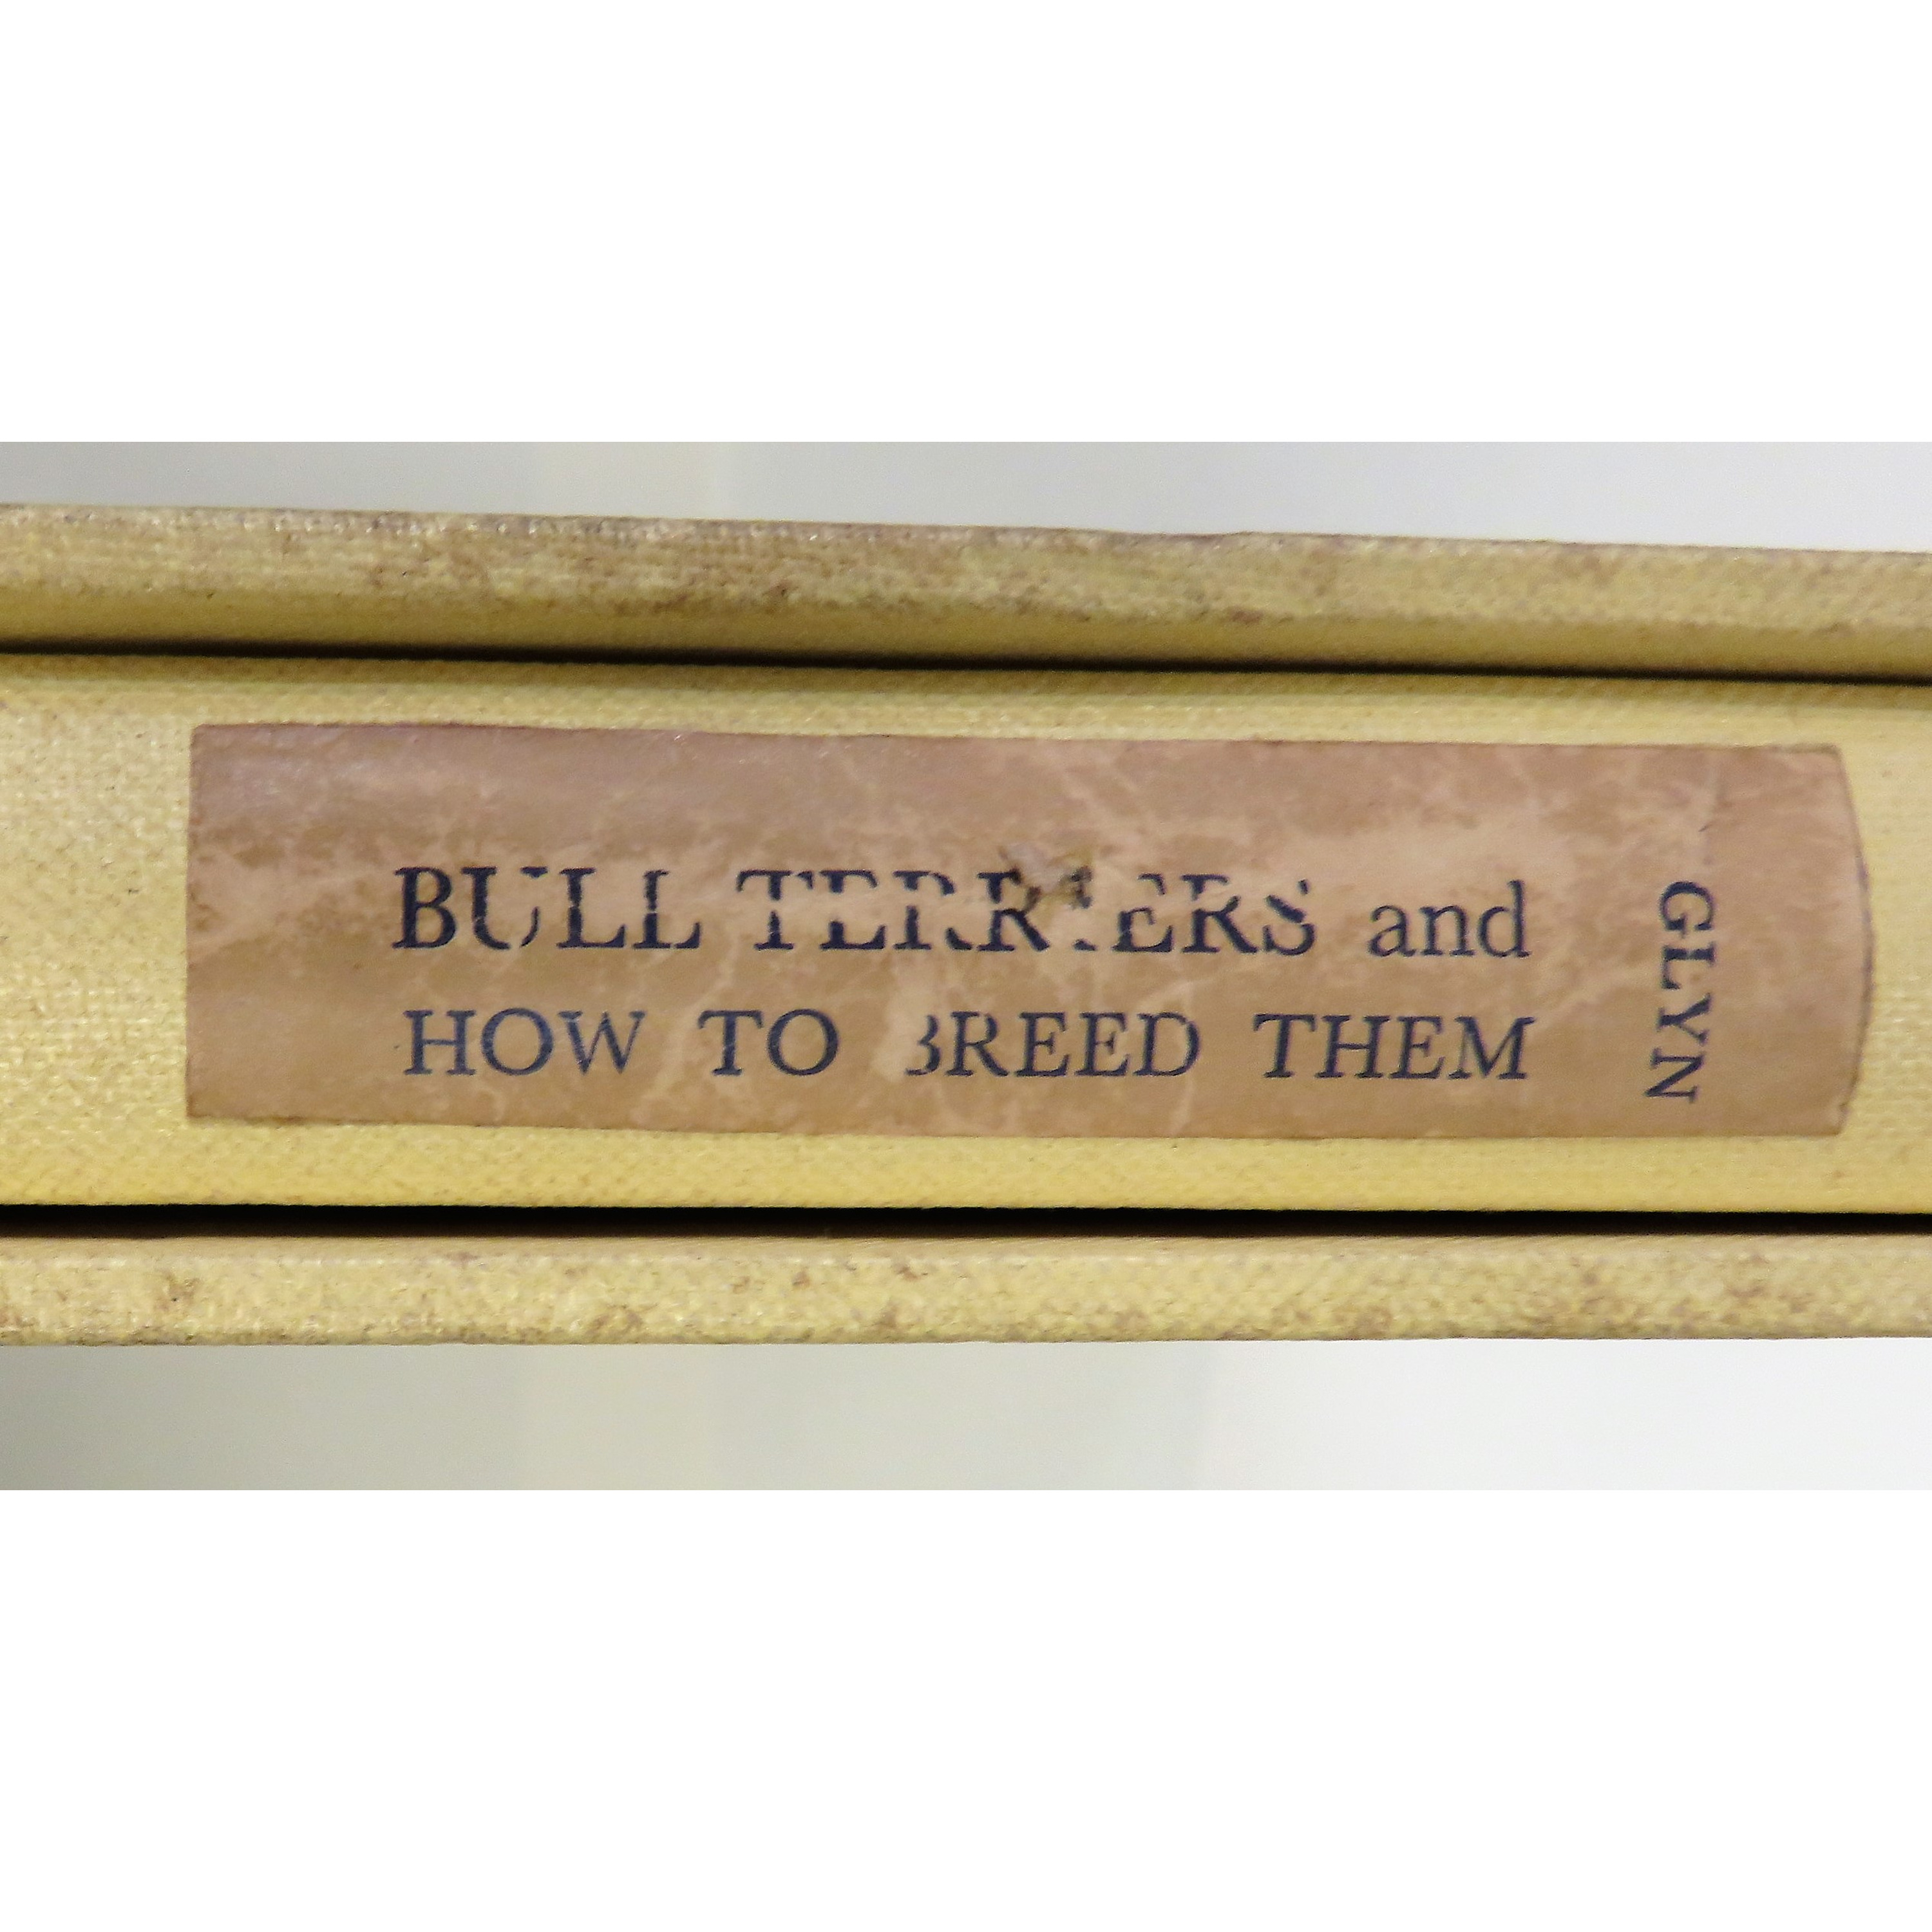 BULL TERRIERS and
HOW TO BREED THEM
GLYN